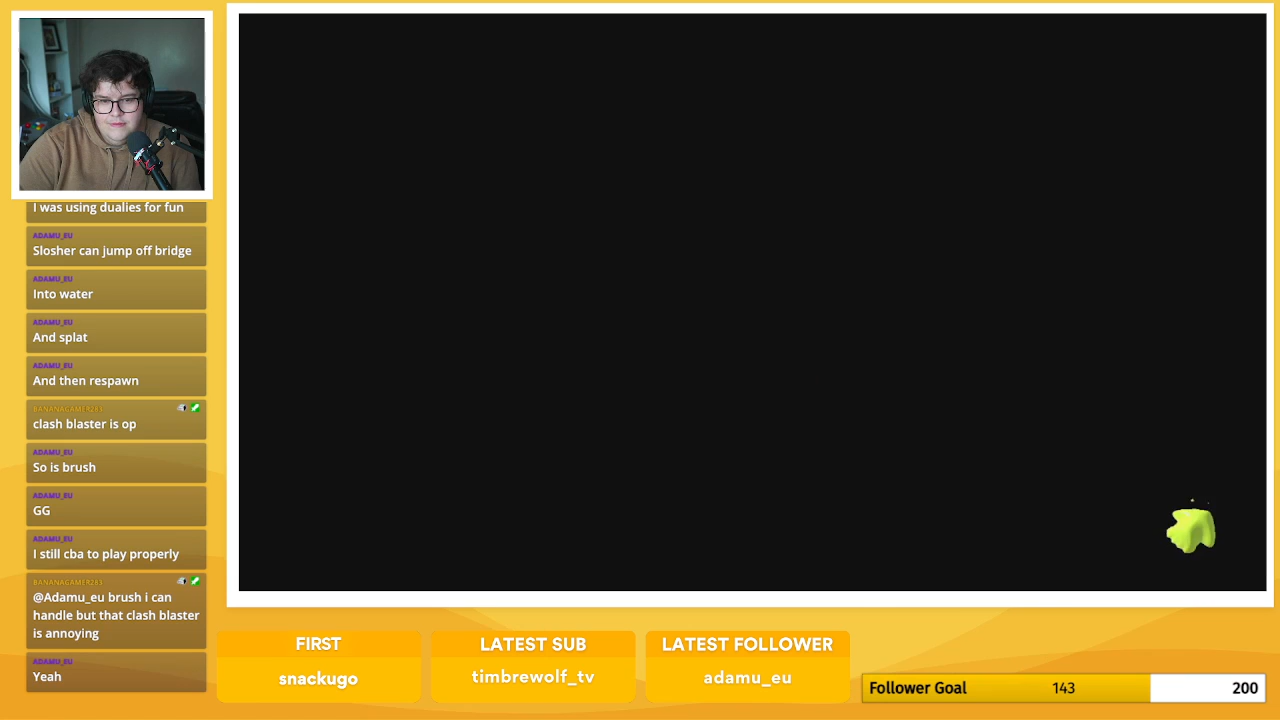 I was using dualies for fun
ADAMU_EU
Slosher can jump off bridge
ADAMU_EU
Into water
ADAMU_EU
And splat
ADAMU_EU
And then respawn
BANANAGAMER283
clash blaster is op
ADAMU_EU
So is brush
ADAMU_EU
GG
ADAMU_EU
I still cba to play properly
BANANAGAMER283
@Adamu_eu brush i can
handle but that clash blaster
is annoying
ADAMU_EU
Yeah
FIRST
snackugo
LATEST SUB
timbrewolf_tv
LATEST FOLLOWER
adamu_eu
Follower Goal 143 200